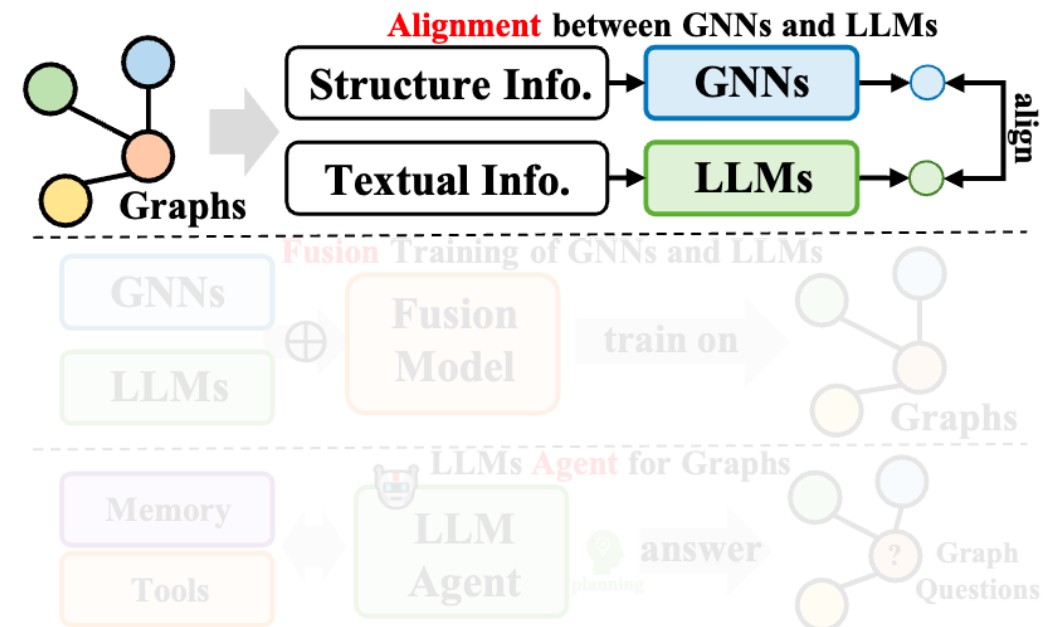 Alignment between GNNs and LLMs
Structure Info.
GNNs
align
Textual Info.
LLMs
Graphs
Fusion Training of GNNs and LLMs
GNNs
LLMs
Fusion
Model
train on
Graphs
LLMs Agent for Graphs
Memory
Tools
LLM
Agent
planning
answer
?
Graph
Questions